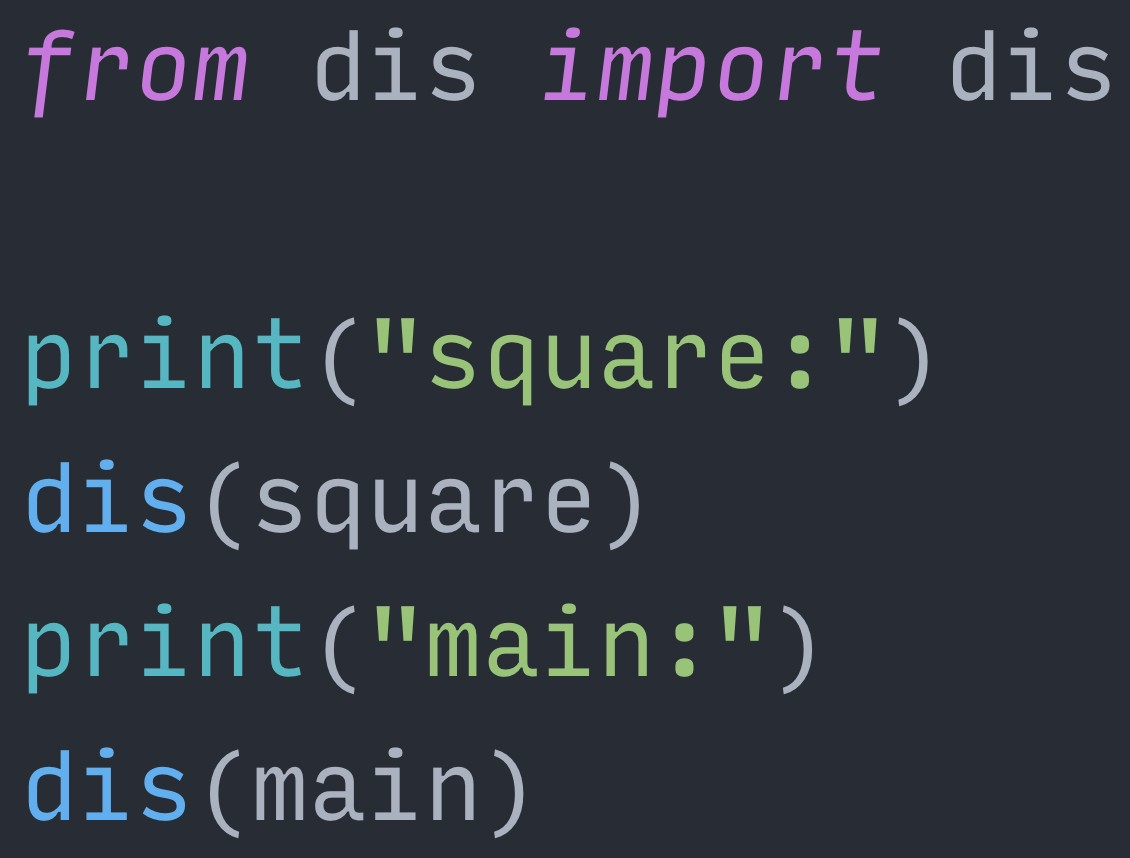 from dis import dis
print("square:")
dis(square)
print("main:")
dis(main)